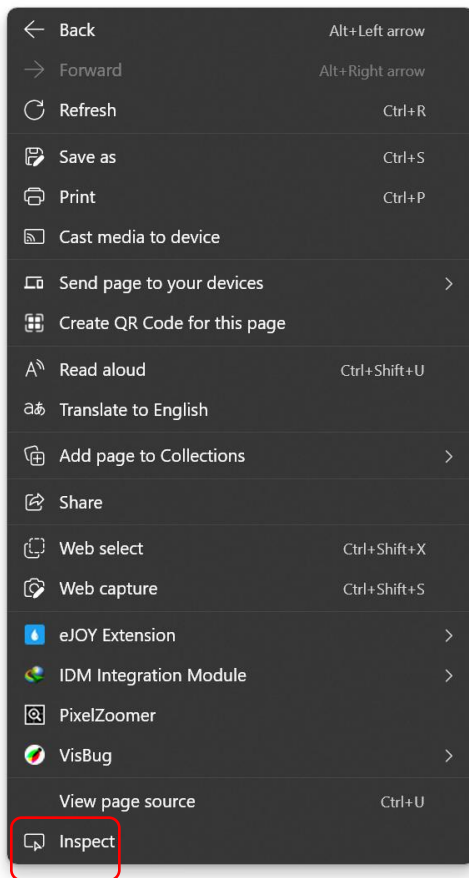 Back Alt+Left arrow
Forward Alt+Right arrow
Refresh Ctrl+R
Save as Ctrl+S
Print Ctrl+P
Cast media to device
Send page to your devices
Create QR Code for this page
Read aloud Ctrl+Shift+U
Translate to English
Add page to Collections
Share
Web select Ctrl+Shift+X
Web capture Ctrl+Shift+S
eJOY Extension
IDM Integration Module
PixelZoomer
VisBug
View page source Ctrl+U
Inspect